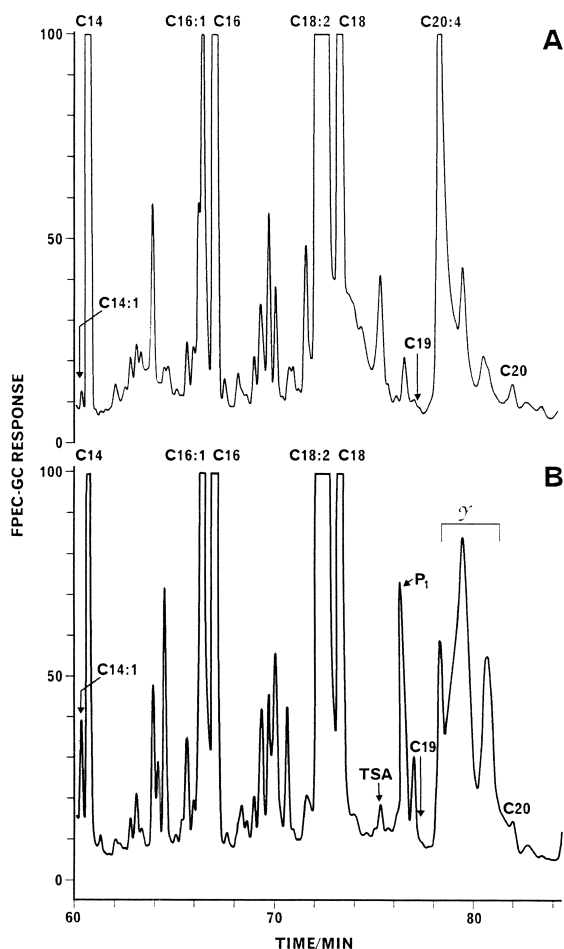 C14 C16:1 C16 C18:2 C18 C20:4
A
100
50
C14:1
C19
C20
0
FPEC-GC RESPONSE
C14 C16:1 C16 C18:2 C18
100
B
𝒴
P1
50
C14:1
C19
TSA
C20
0
60 70 80
TIME/MIN